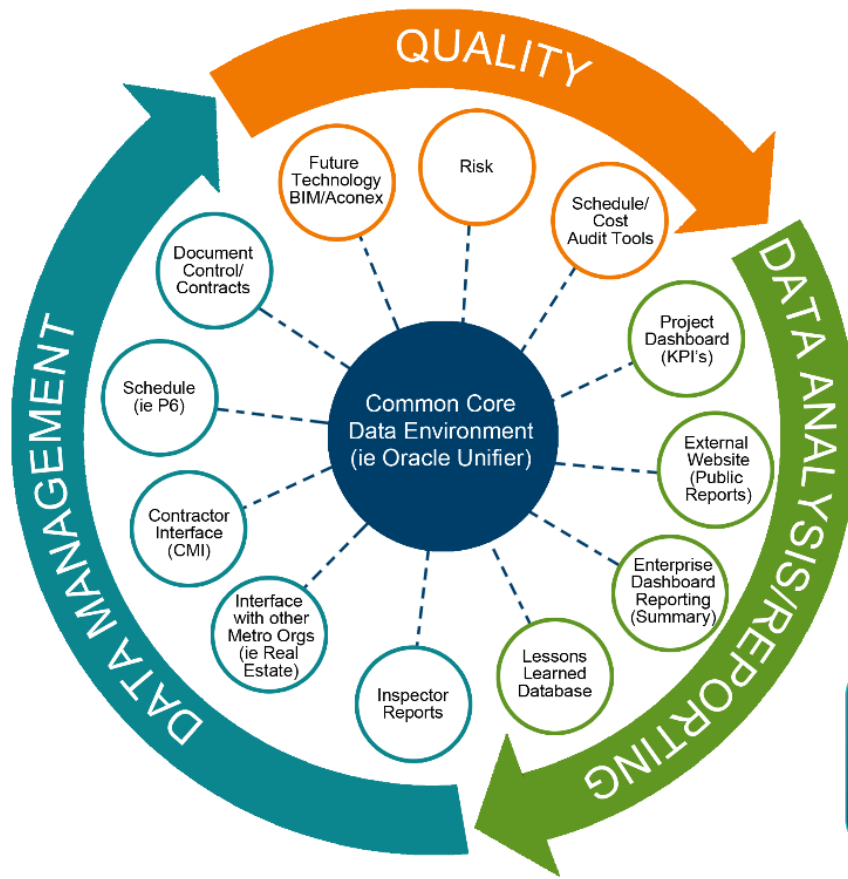 QUALITY
Future
Technology
BIM/Aconex
Risk
Schedule/
Cost
Audit Tools
DATA ANALYSIS/REPORTING
Project
Dashboard
(KPI's)
External
Website
(Public
Reports)
Enterprise
Dashboard
Reporting
(Summary)
Lessons
Learned
Database
DATA MANAGEMENT
Document
Control/
Contracts
Schedule
(ie P6)
Contractor
Interface
(CMI)
Interface
with other
Metro Orgs
(ie Real
Estate)
Inspector
Reports
Common Core
Data Environment
(ie Oracle Unifier)